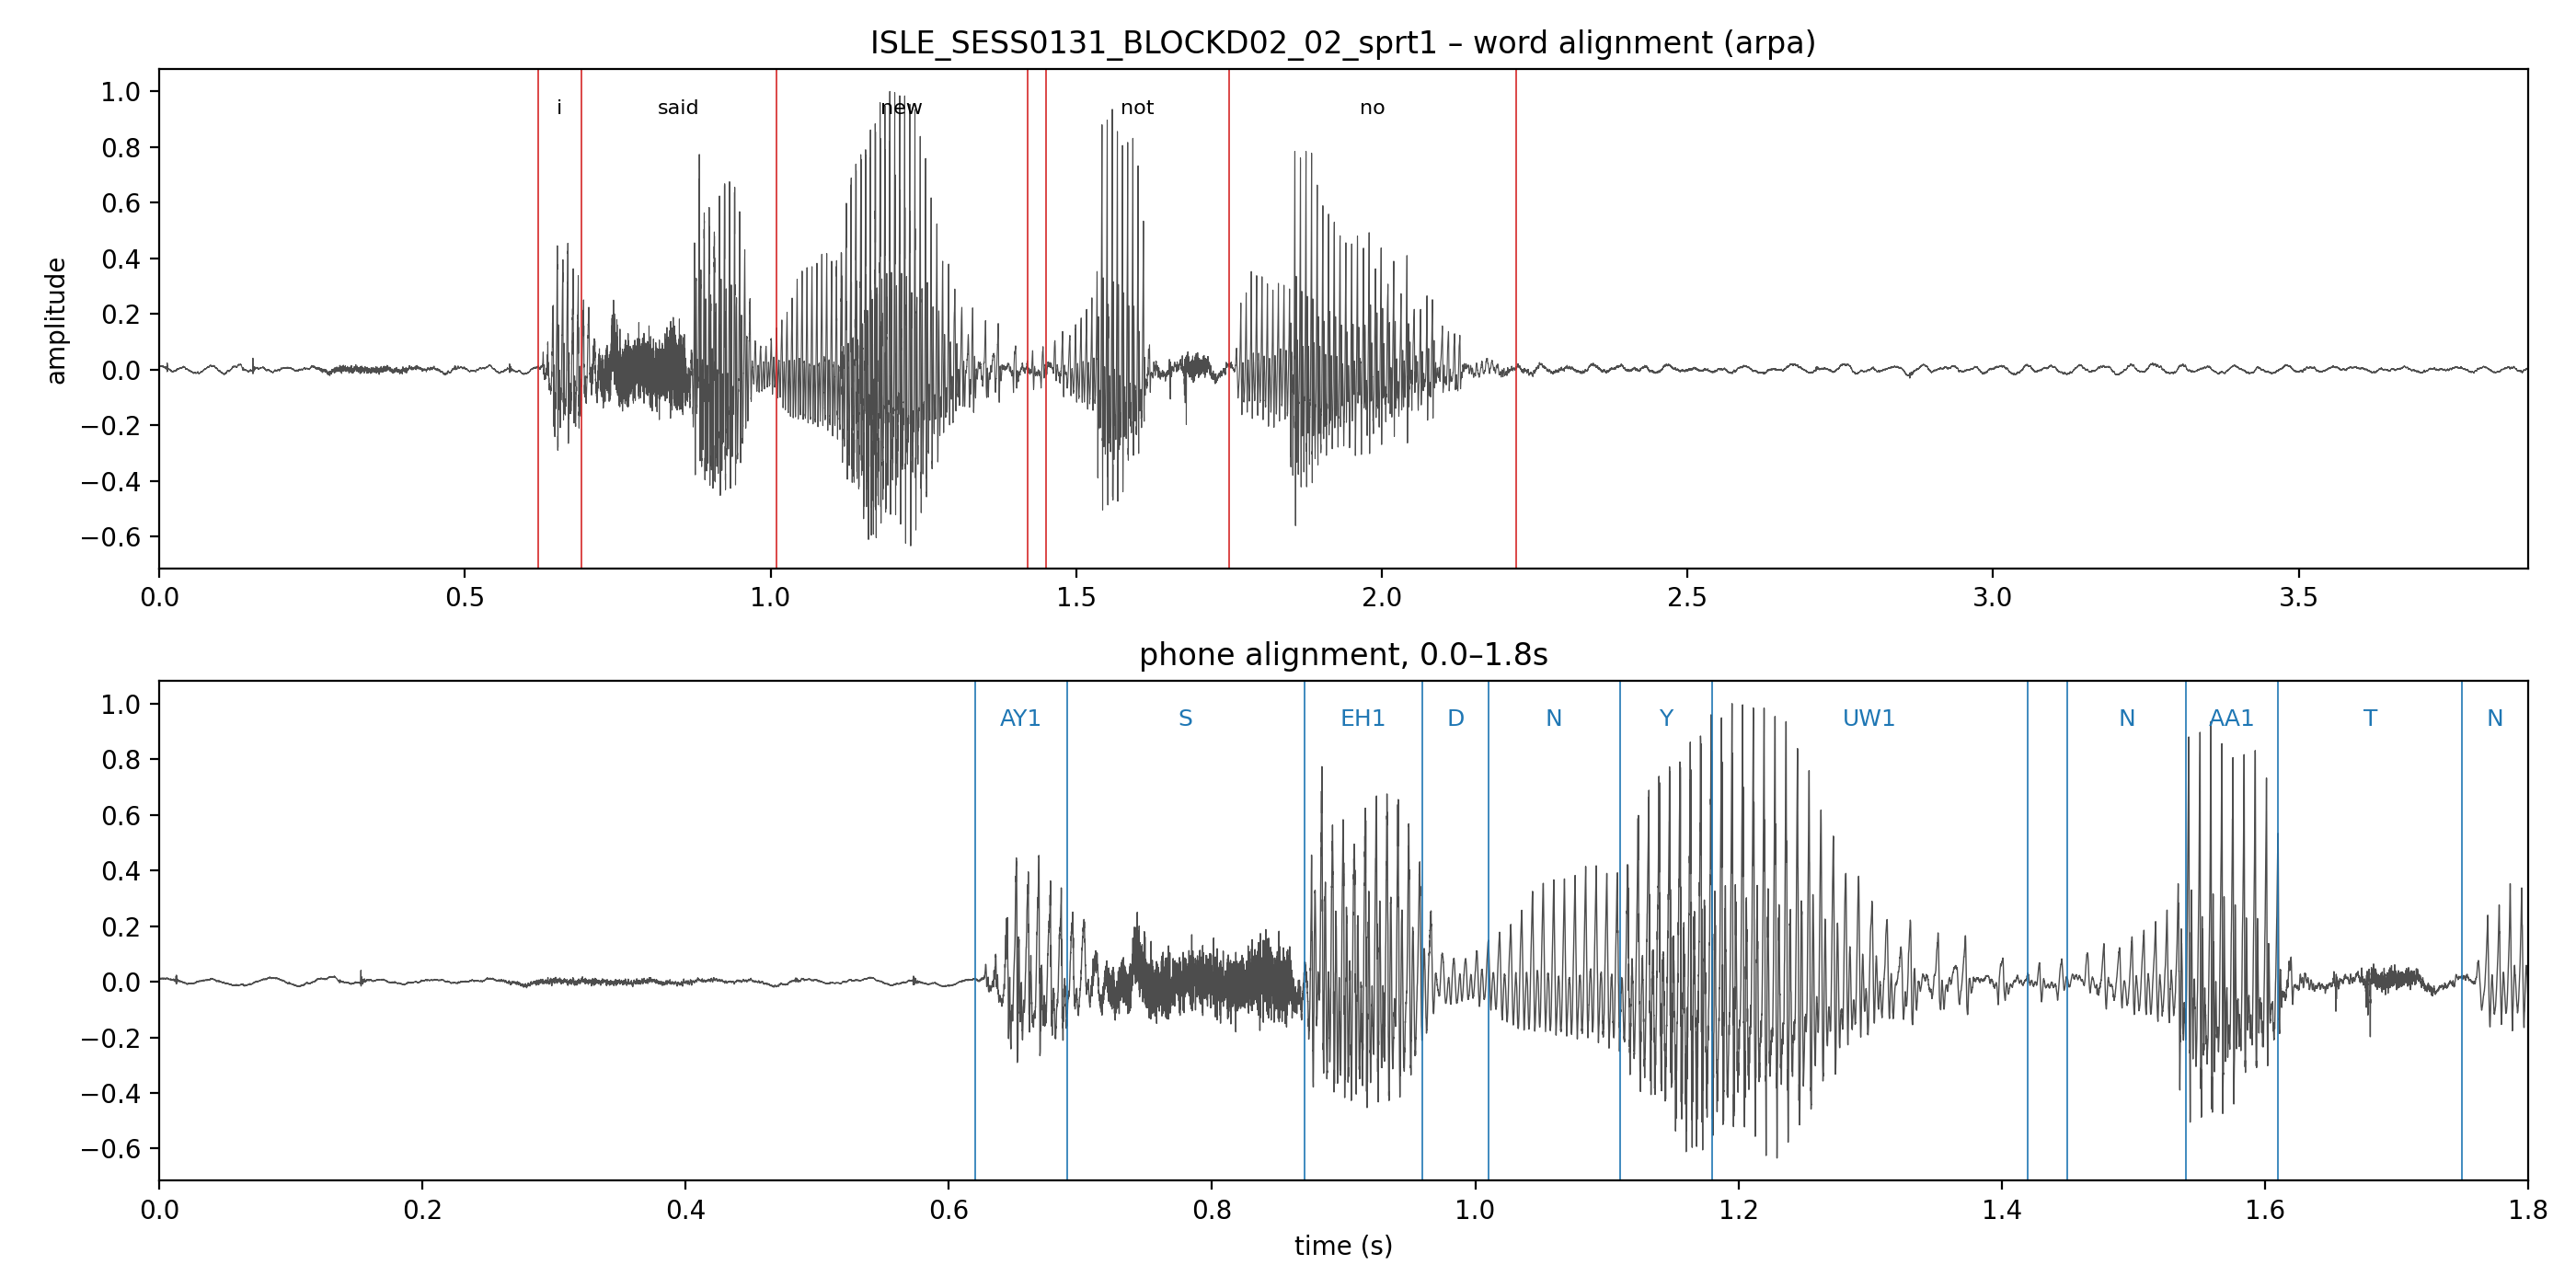 ISLE_SESS0131_BLOCKD02_02_sprt1 – word alignment (arpa)
i said new not no
1.0
0.8
0.6
0.4
0.2
0.0
−0.2
−0.4
−0.6
amplitude
0.0 0.5 1.0 1.5 2.0 2.5 3.0 3.5
phone alignment, 0.0–1.8s
AY1 S EH1 D N Y UW1 N AA1 T N
1.0
0.8
0.6
0.4
0.2
0.0
−0.2
−0.4
−0.6
0.0 0.2 0.4 0.6 0.8 1.0 1.2 1.4 1.6 1.8
time (s)